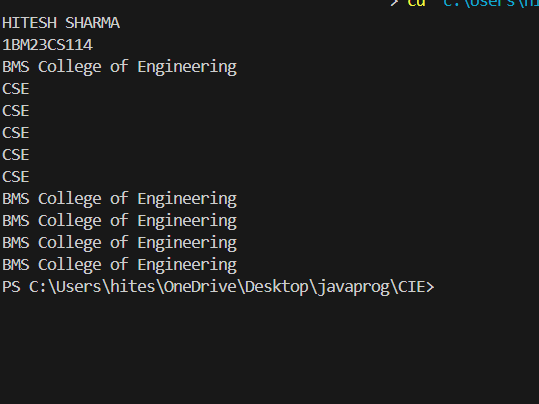 > cd "C:\Users\hi
HITESH SHARMA
1BM23CS114
BMS College of Engineering
CSE
CSE
CSE
CSE
CSE
BMS College of Engineering
BMS College of Engineering
BMS College of Engineering
BMS College of Engineering
PS C:\Users\hites\OneDrive\Desktop\javaprog\CIE>